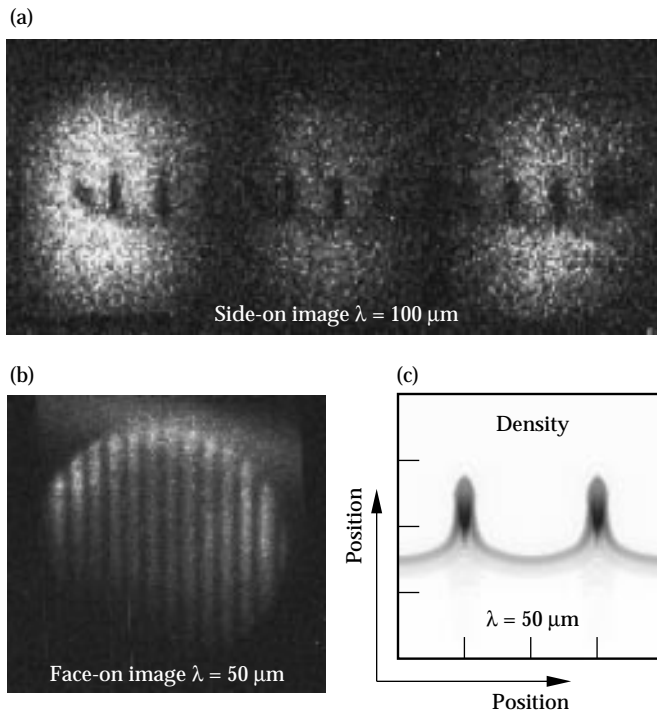 (a)
Side-on image λ = 100 μm
(b)
Face-on image λ = 50 μm
(c)
Density
Position
λ = 50 μm
Position